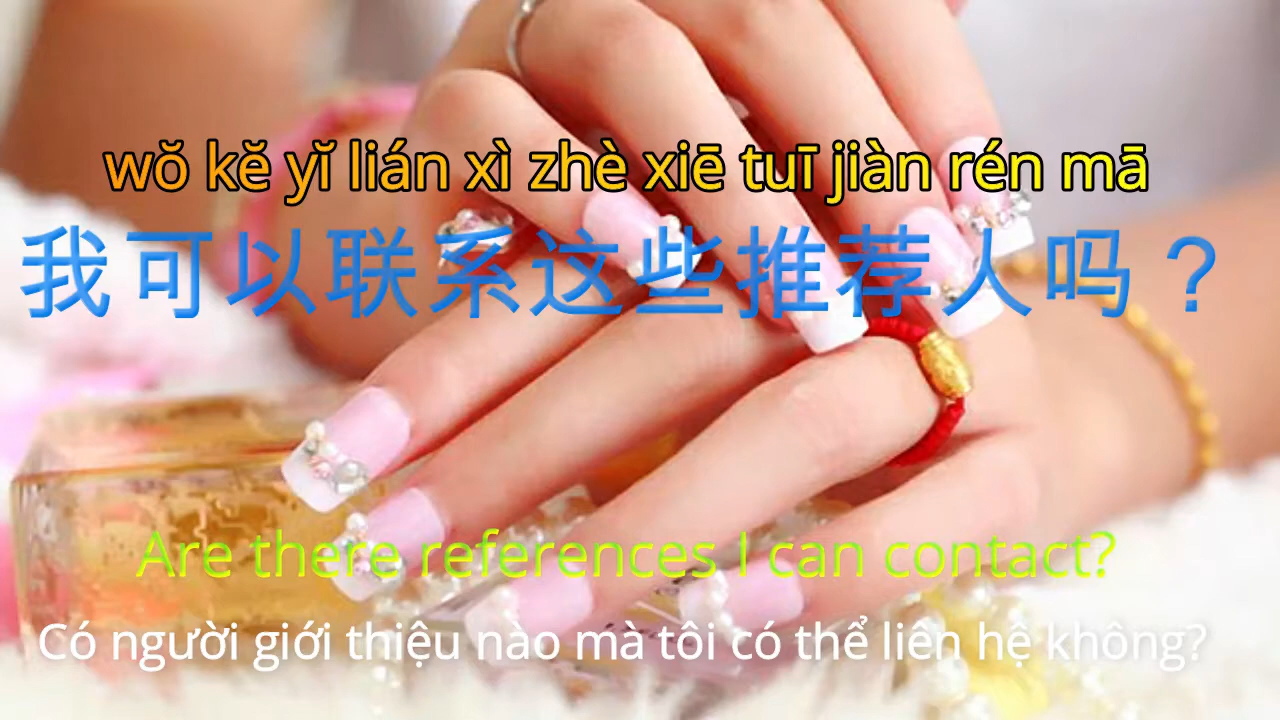 wǒ kě yǐ lián xì zhè xiē tuī jiàn rén mā
我可以联系这些推荐人吗？
Are there references I can contact?
Có người giới thiệu nào mà tôi có thể liên hệ không?